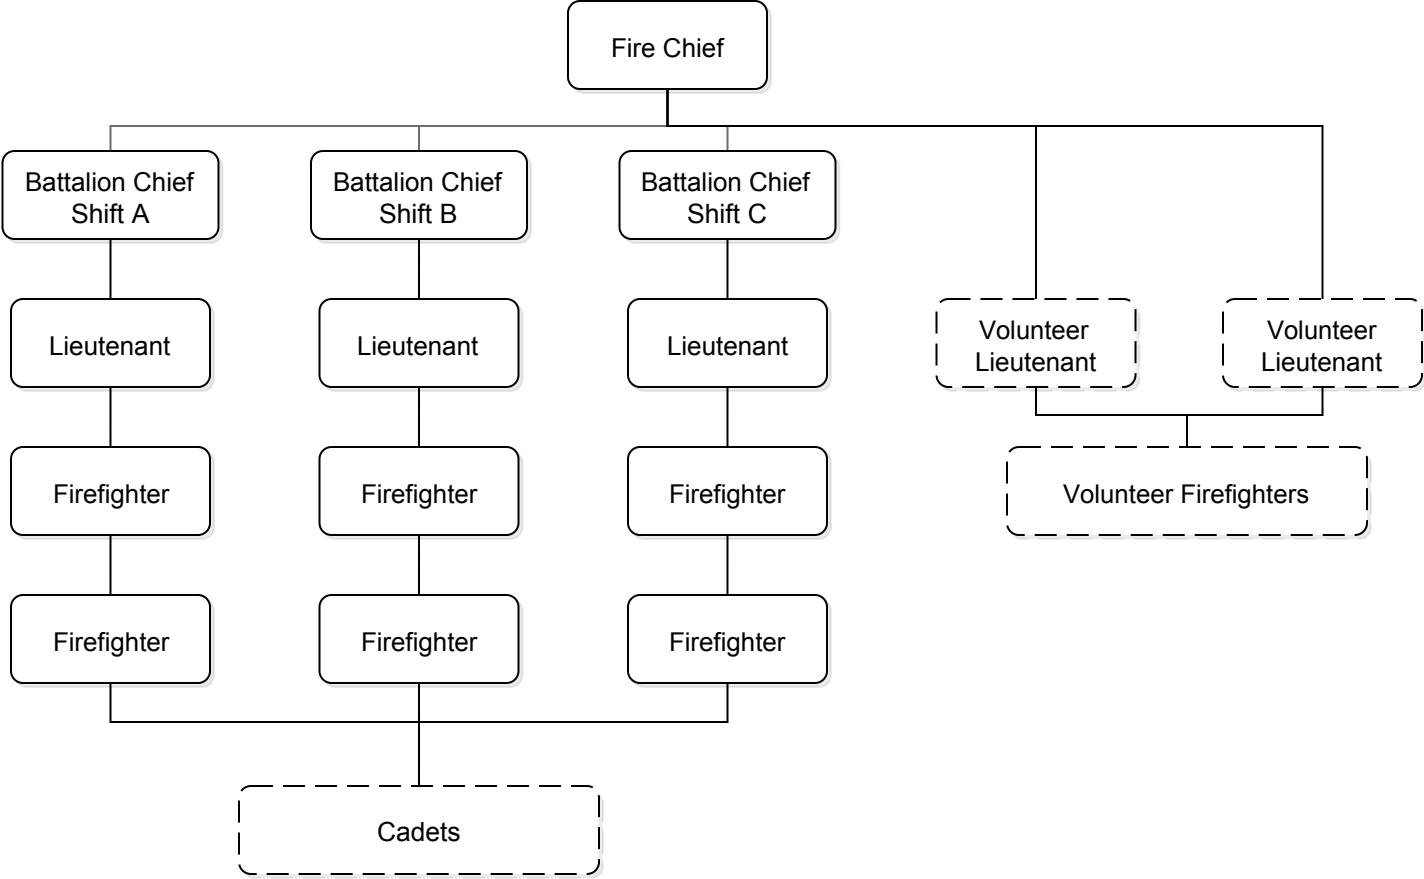 Fire Chief
Battalion Chief
Shift A
Battalion Chief
Shift B
Battalion Chief
Shift C
Lieutenant
Lieutenant
Lieutenant
Volunteer
Lieutenant
Volunteer
Lieutenant
Firefighter
Firefighter
Firefighter
Volunteer Firefighters
Firefighter
Firefighter
Firefighter
Cadets